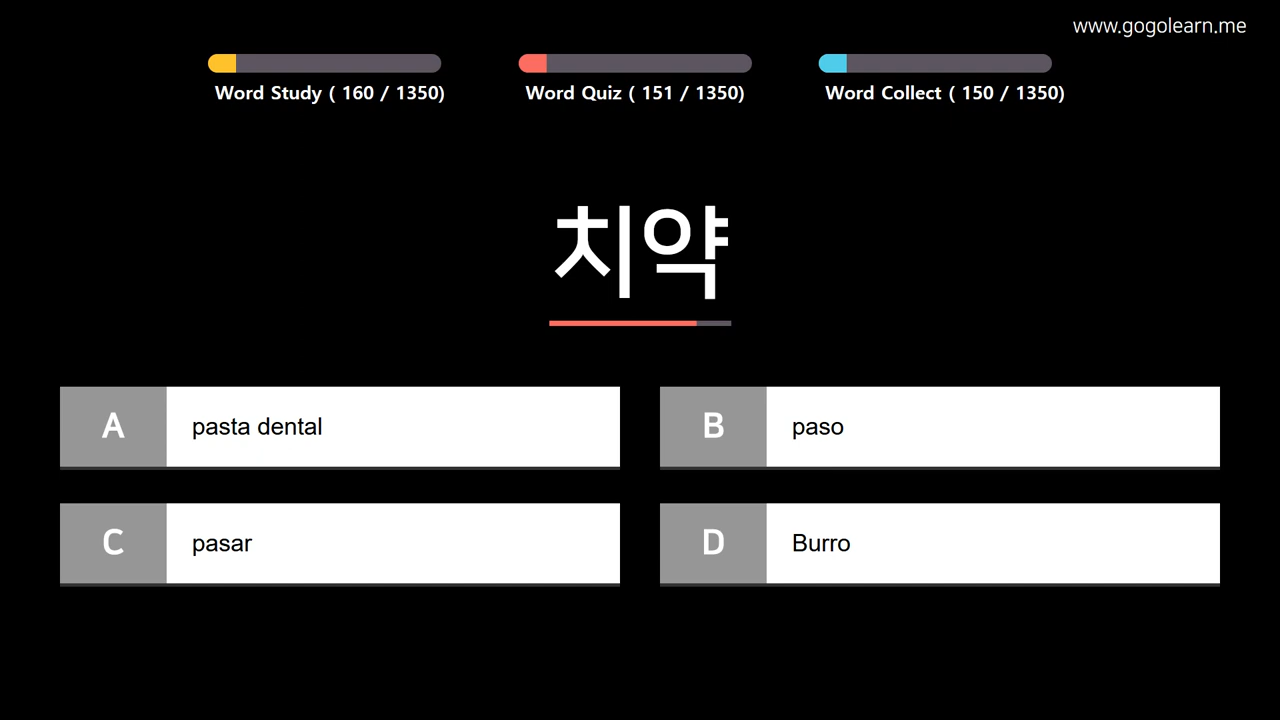 www.gogolearn.me
Word Study ( 160 / 1350)
Word Quiz ( 151 / 1350)
Word Collect ( 150 / 1350)
치약
A pasta dental
B paso
C pasar
D Burro